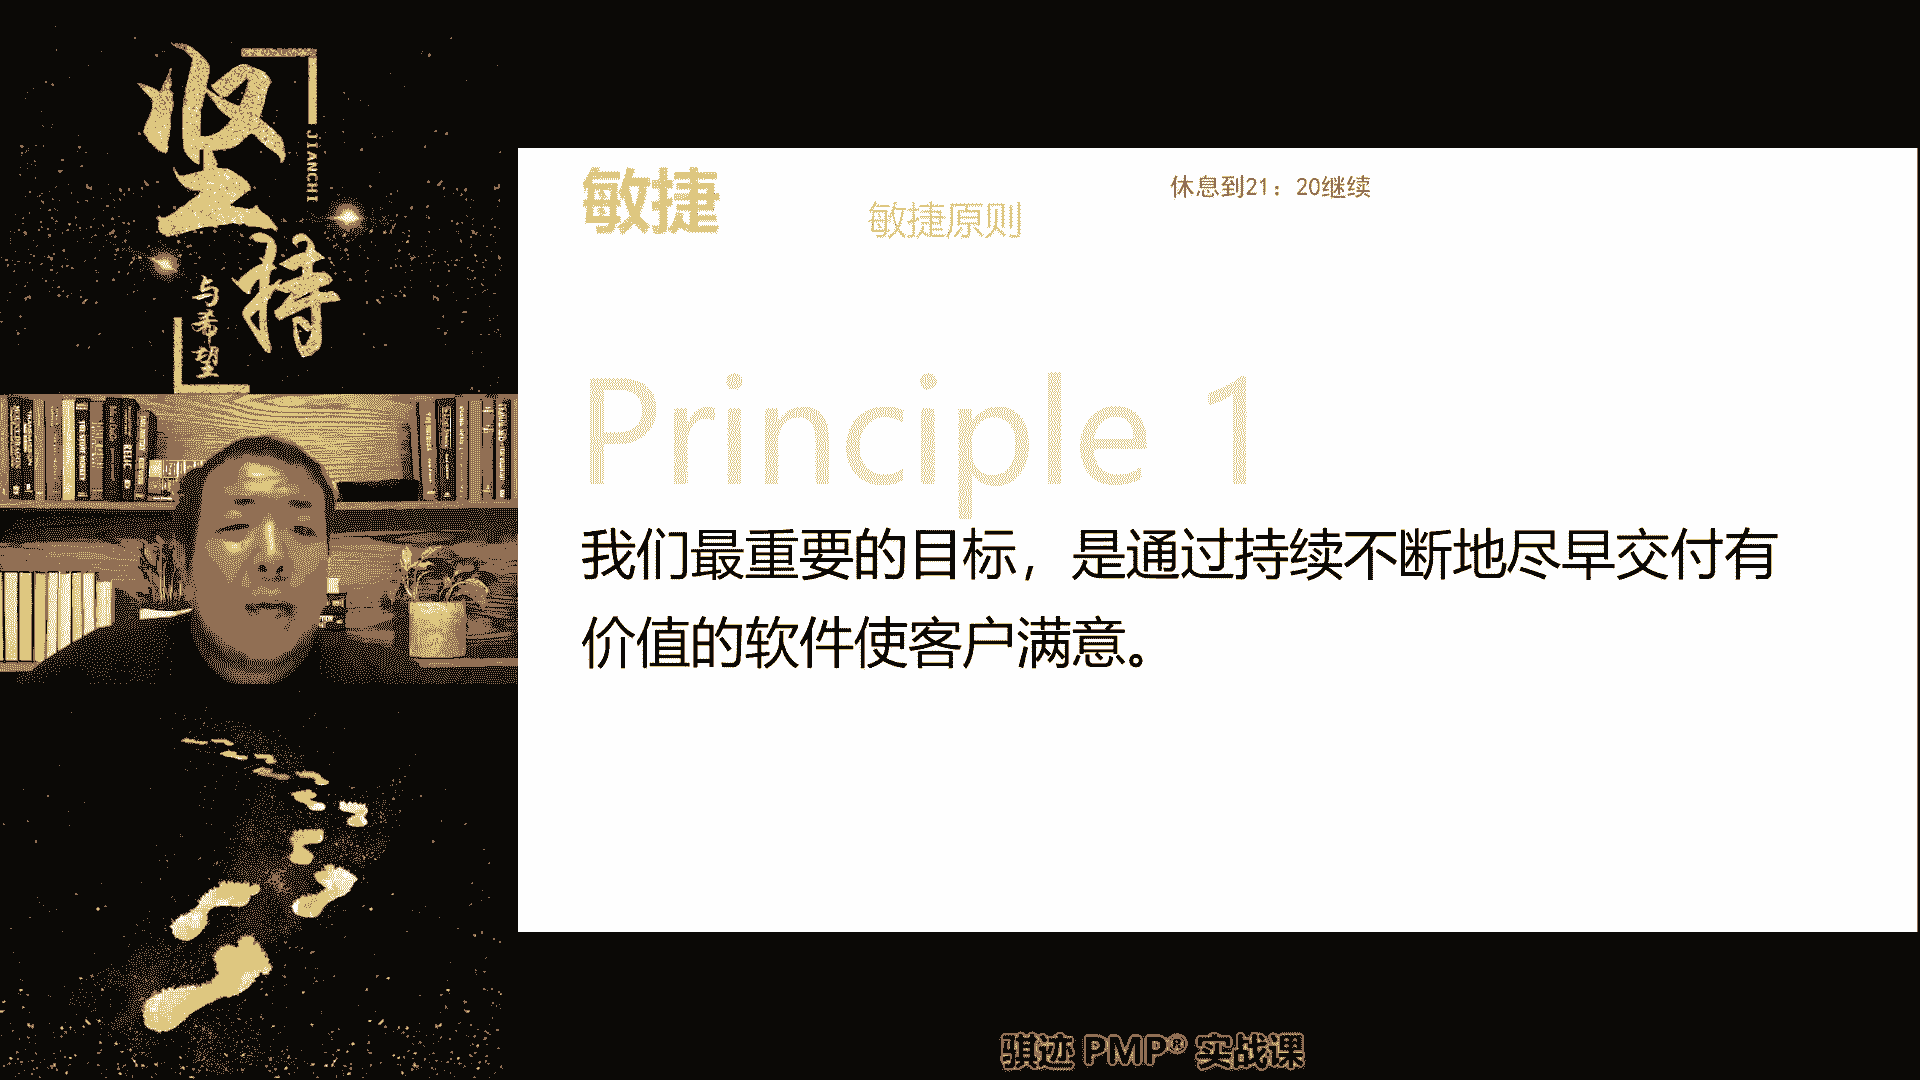 坚持
JIANCHI
与希望
敏捷
敏捷原则
休息到21：20继续
Principle 1
我们最重要的目标，是通过持续不断地尽早交付有
价值的软件使客户满意。
骐迹 PMP® 实战课